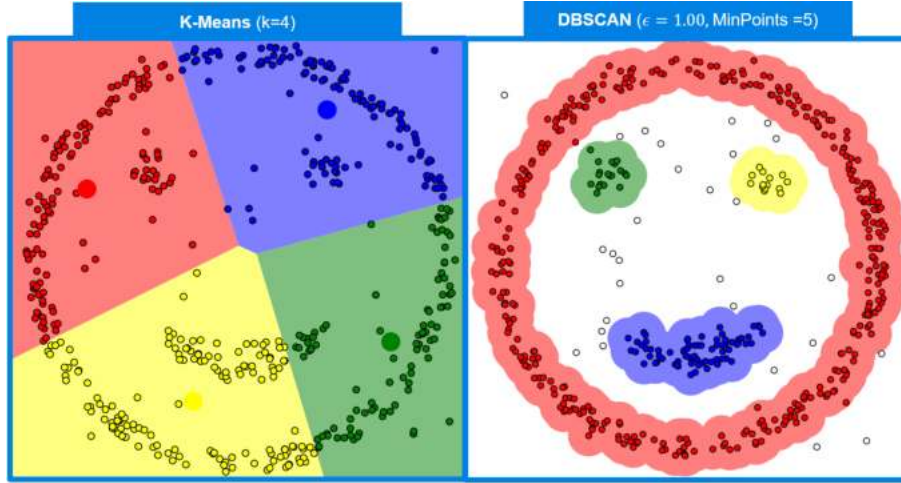 K-Means (k=4)
DBSCAN (ϵ = 1.00, MinPoints =5)